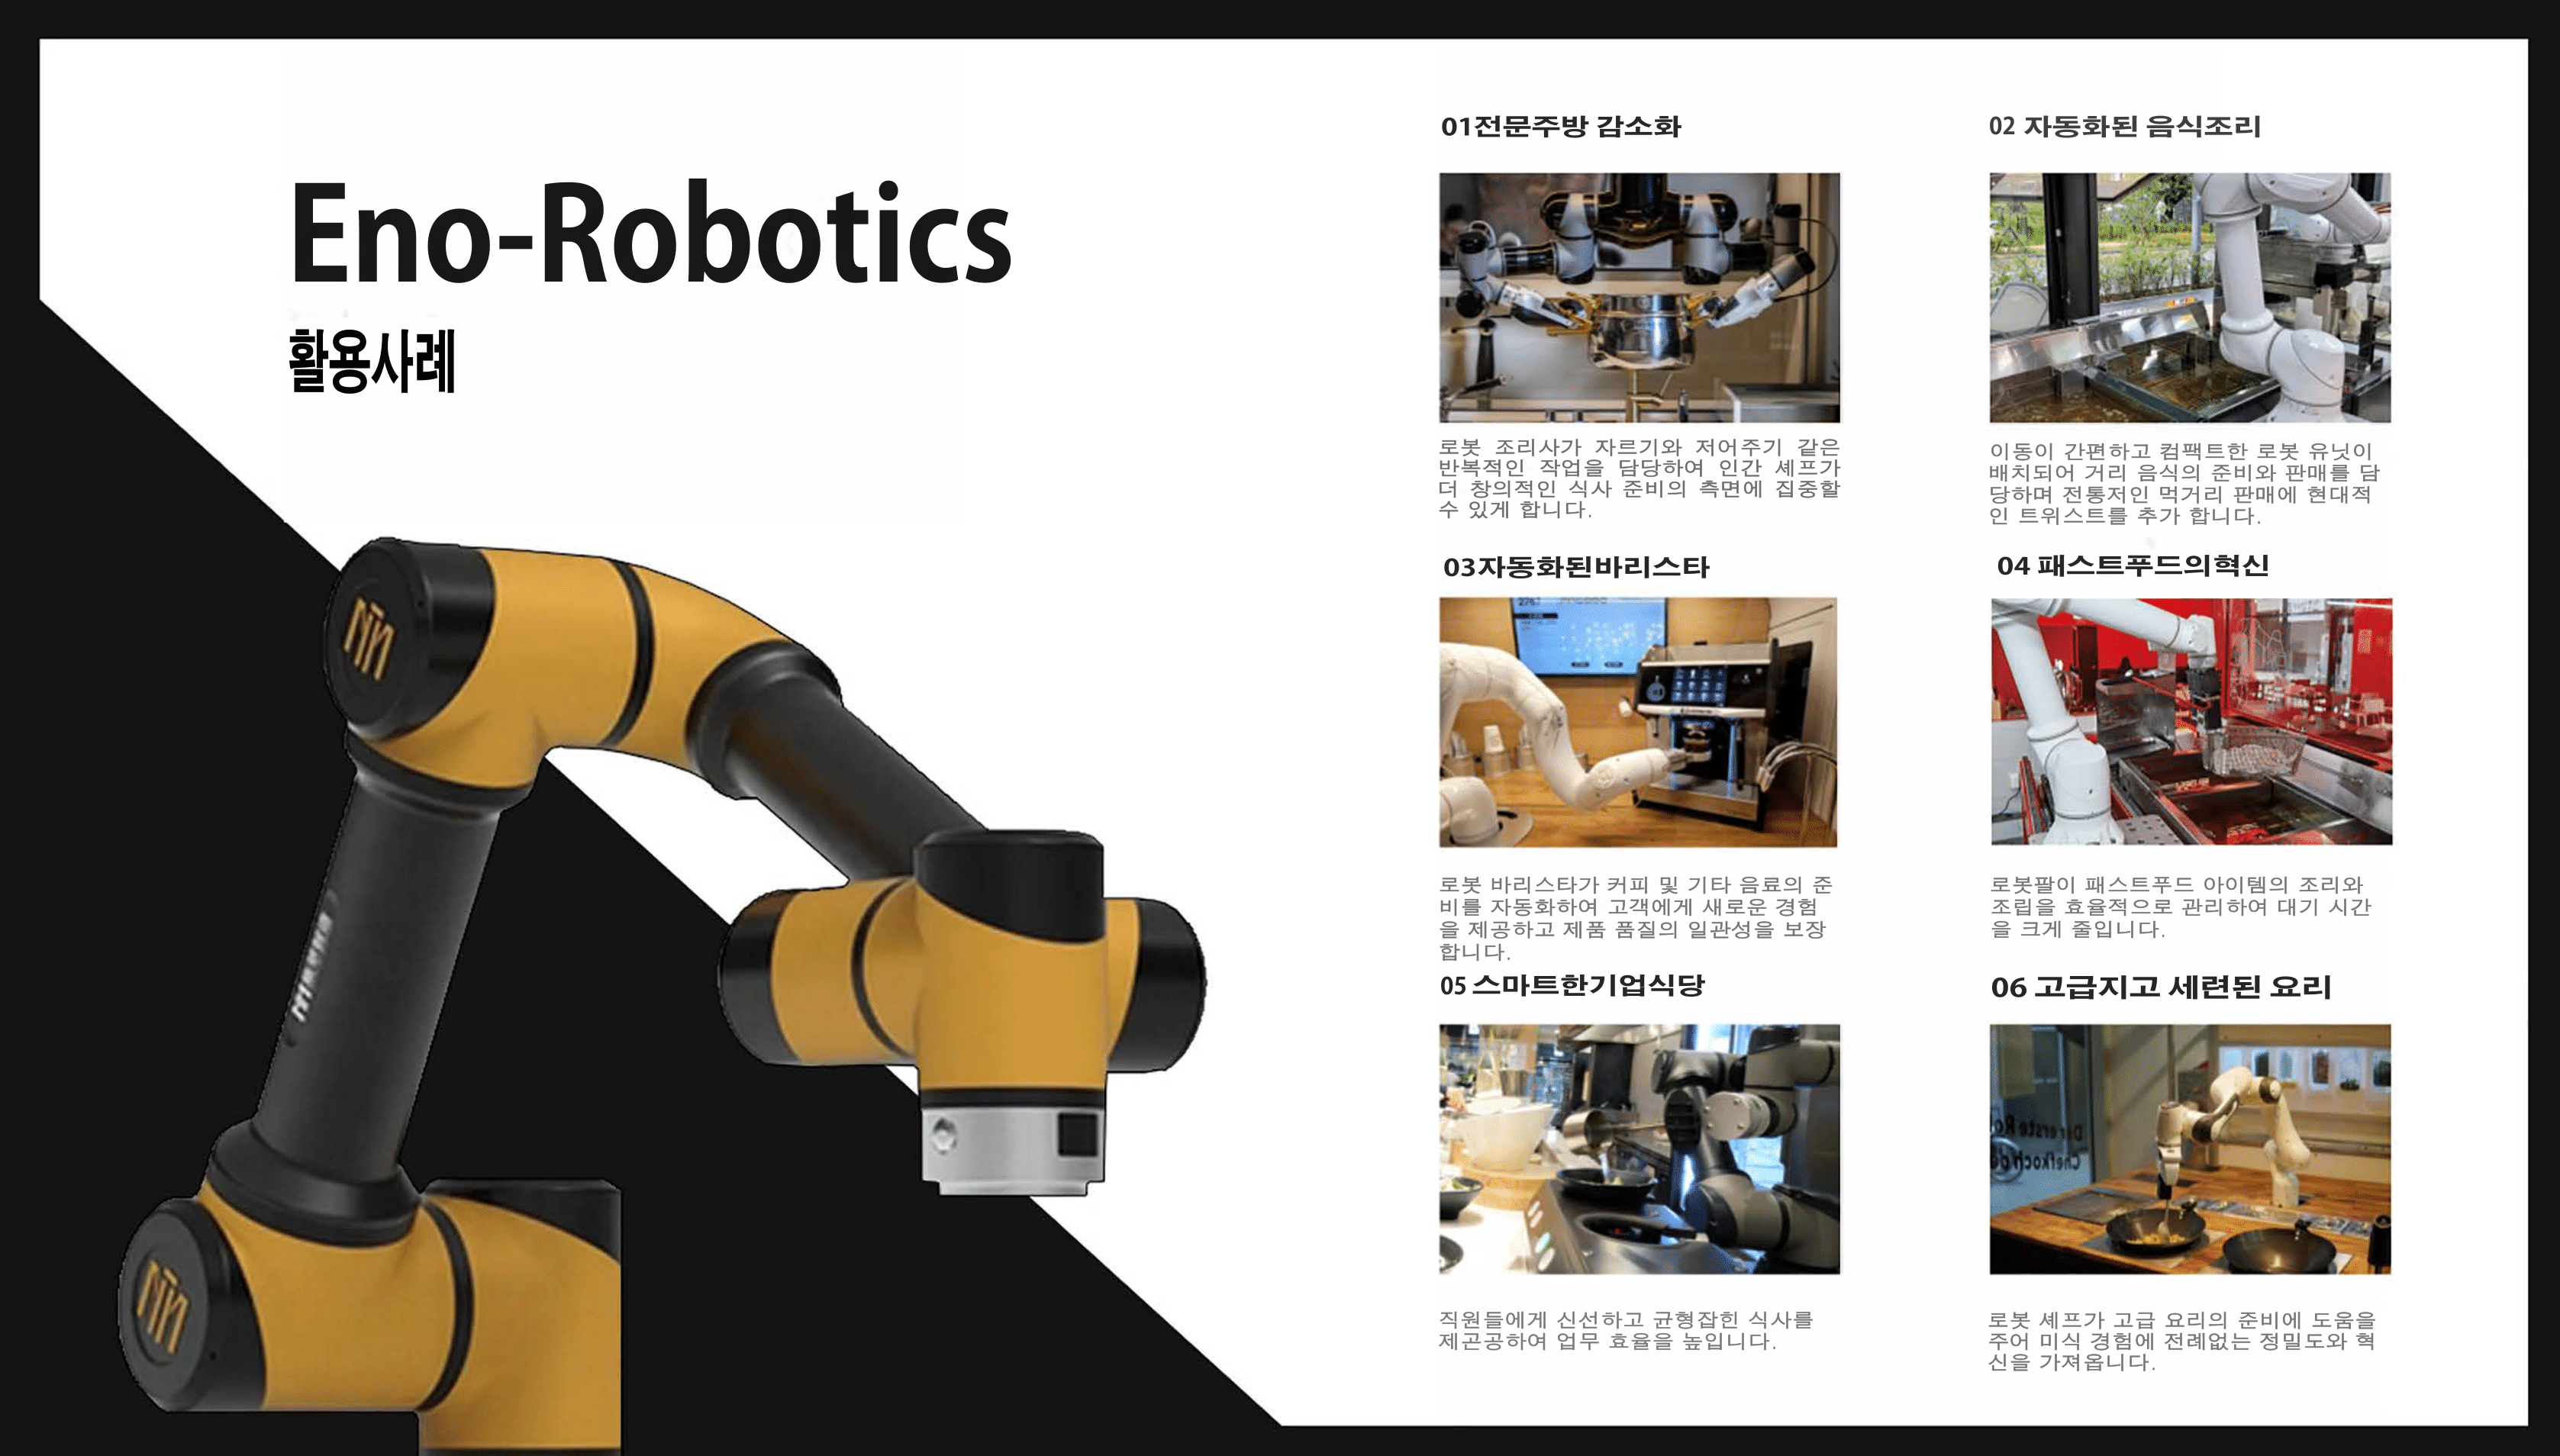 Eno-Robotics
활용사례
01전문주방 감소화
로봇 조리사가 자르기와 저어주기 같은
반복적인 작업을 담당하여 인간 셰프가
더 창의적인 식사 준비의 측면에 집중할
수 있게 합니다.
02 자동화된 음식조리
이동이 간편하고 컴팩트한 로봇 유닛이
배치되어 거리 음식의 준비와 판매를 담
당하며 전통저인 먹거리 판매에 현대적
인 트위스트를 추가 합니다.
03자동화된바리스타
2767
로봇 바리스타가 커피 및 기타 음료의 준
비를 자동화하여 고객에게 새로운 경험
을 제공하고 제품 품질의 일관성을 보장
합니다.
04 패스트푸드의혁신
로봇팔이 패스트푸드 아이템의 조리와
조립을 효율적으로 관리하여 대기 시간
을 크게 줄입니다.
05 스마트한기업식당
직원들에게 신선하고 균형잡힌 식사를
제곤공하여 업무 효율을 높입니다.
06 고급지고 세련된 요리
Der erste Ro
Chefkoch de
로봇 셰프가 고급 요리의 준비에 도움을
주어 미식 경험에 전례없는 정밀도와 혁
신을 가져옵니다.